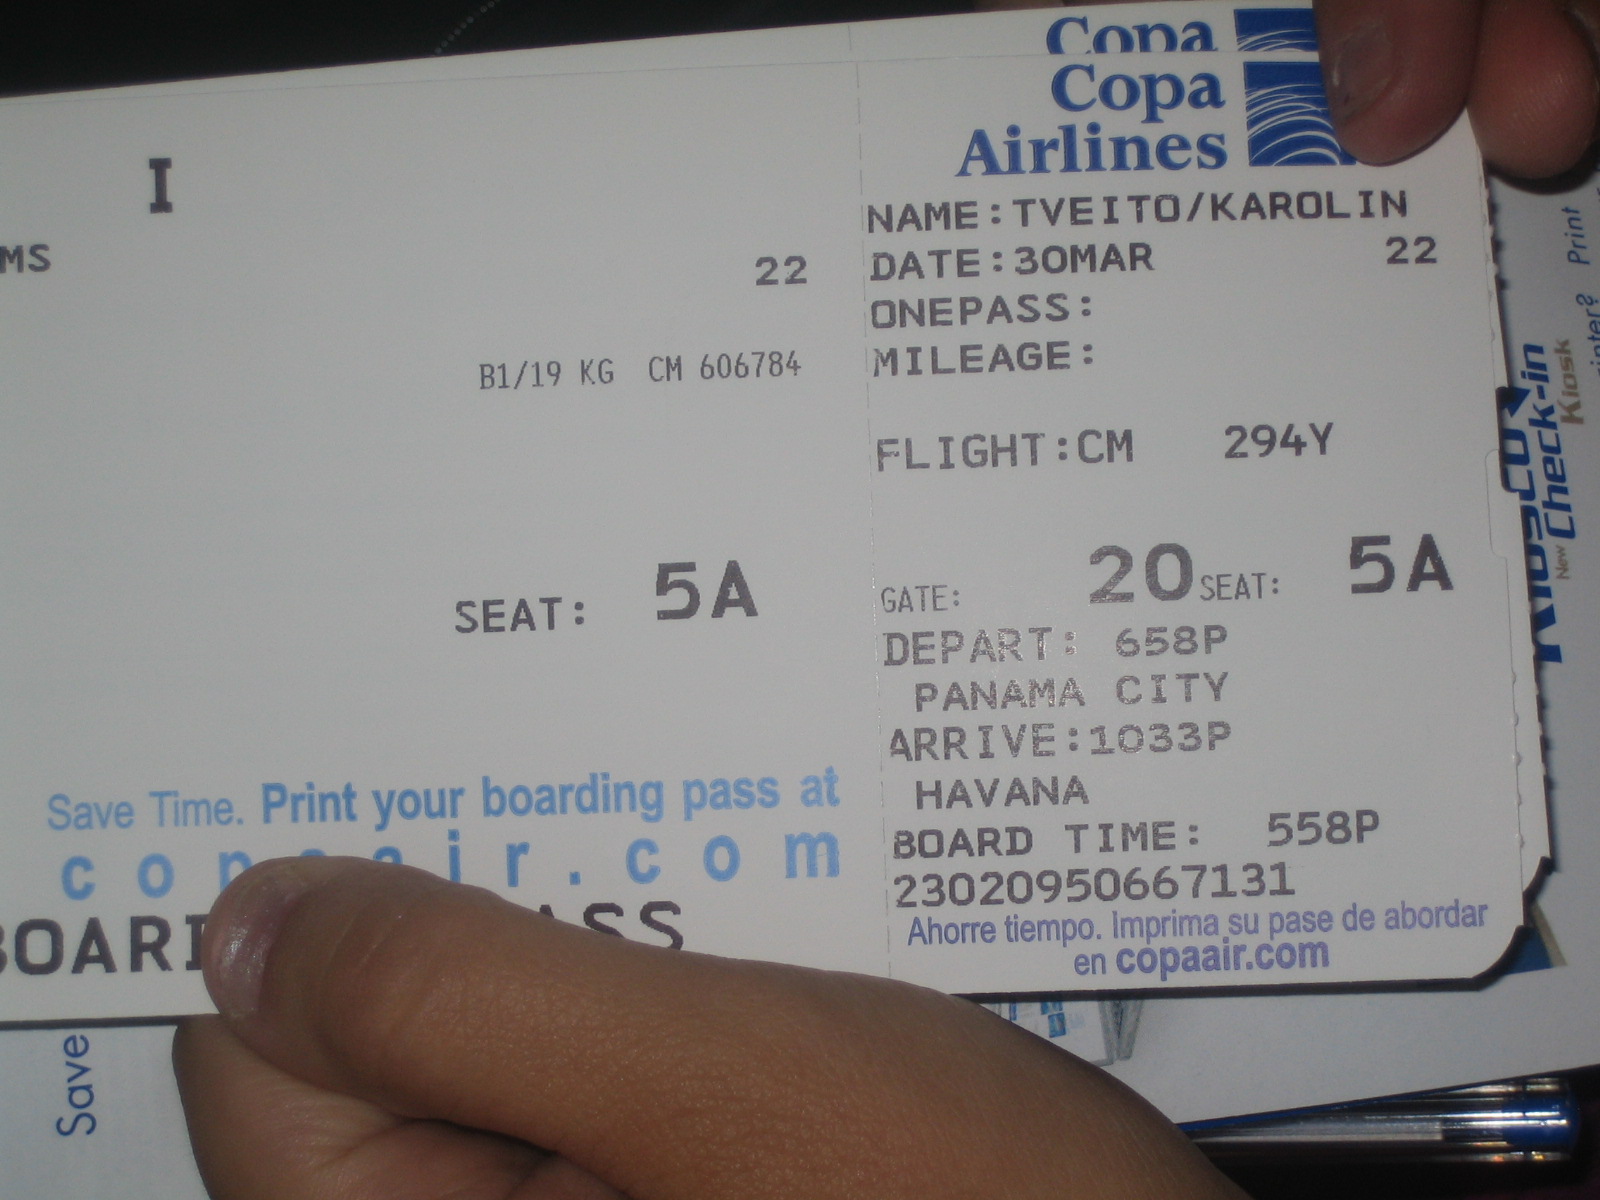 Copa
Copa
Airlines
I
MS
22
B1/19 KG CM 606784
SEAT: 5A
Save Time. Print your boarding pass at
ASS
NAME:TVEITO/KAROLIN
DATE:30MAR 22
ONEPASS:
MILEAGE:
FLIGHT:CM 294Y
GATE: 20 SEAT: 5A
DEPART: 658P
PANAMA CITY
ARRIVE:1033P
HAVANA
BOARD TIME: 558P
23020950667131
Ahorre tiempo. Imprima su pase de abordar
en copaair.com
Save
Kiosco
New Check-in
Kiosk
Print